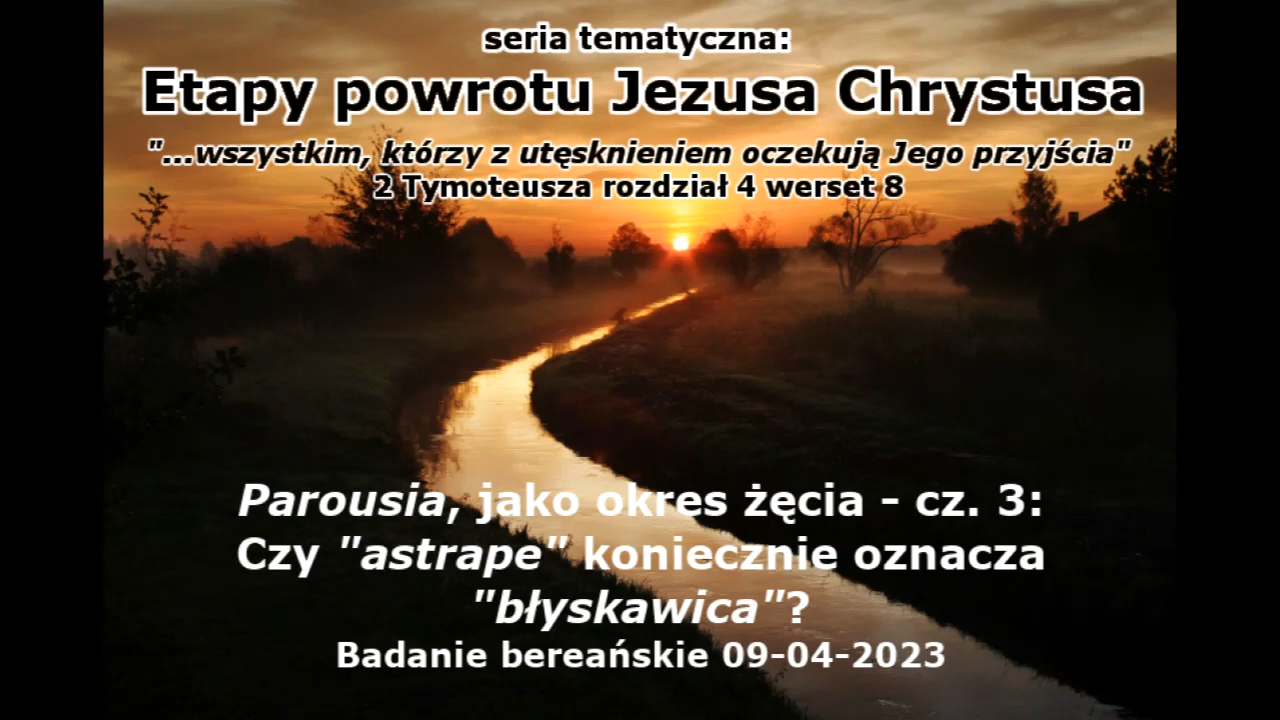 seria tematyczna:
Etapy powrotu Jezusa Chrystusa
"...wszystkim, którzy z utęsknieniem oczekują Jego przyjścia"
2 Tymoteusza rozdział 4 werset 8
Parousia, jako okres żęcia - cz. 3:
Czy "astrape" koniecznie oznacza
"błyskawica"?
Badanie bereańskie 09-04-2023